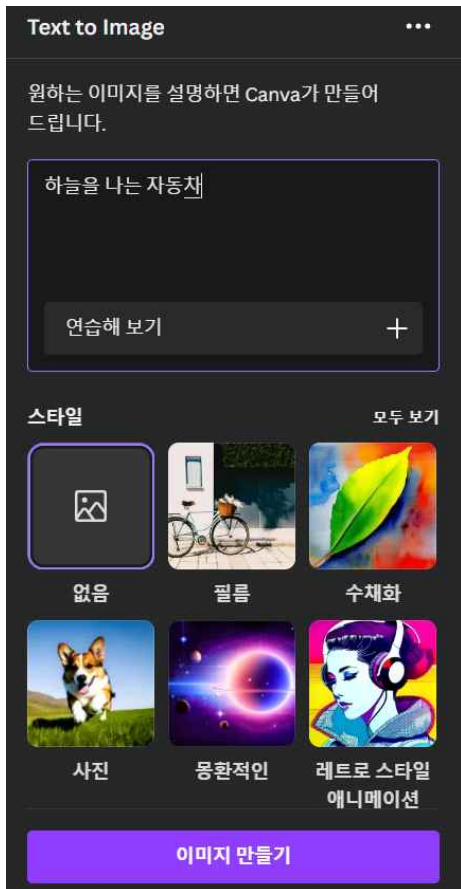 Text to Image
원하는 이미지를 설명하면 Canva가 만들어
드립니다.
하늘을 나는 자동차
연습해 보기
스타일
모두 보기
없음
필름
수채화
사진
몽환적인
레트로 스타일
애니메이션
이미지 만들기